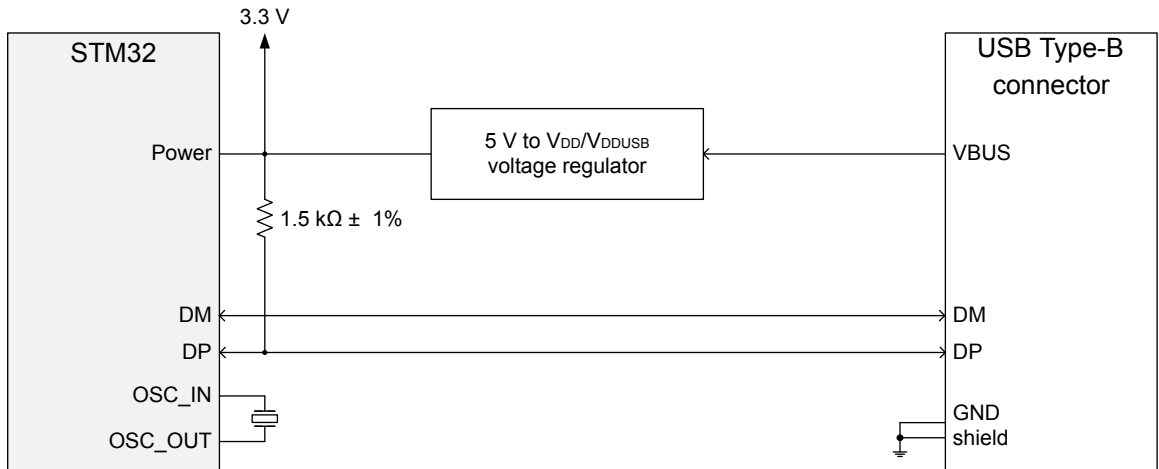 3.3 V
STM32
USB Type-B
connector
5 V to VDD/VDDUSB
voltage regulator
Power
VBUS
1.5 kΩ ± 1%
DM
DM
DP
DP
OSC_IN
OSC_OUT
GND
shield